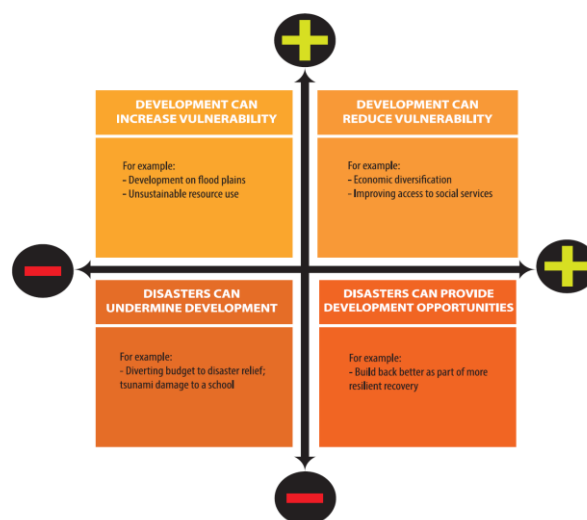 DEVELOPMENT CAN
INCREASE VULNERABILITY
For example:
- Development on flood plains
- Unsustainable resource use
DEVELOPMENT CAN
REDUCE VULNERABILITY
For example:
- Economic diversification
- Improving access to social services
DISASTERS CAN
UNDERMINE DEVELOPMENT
For example:
- Diverting budget to disaster relief;
tsunami damage to a school
DISASTERS CAN PROVIDE
DEVELOPMENT OPPORTUNITIES
For example:
- Build back better as part of more
resilient recovery